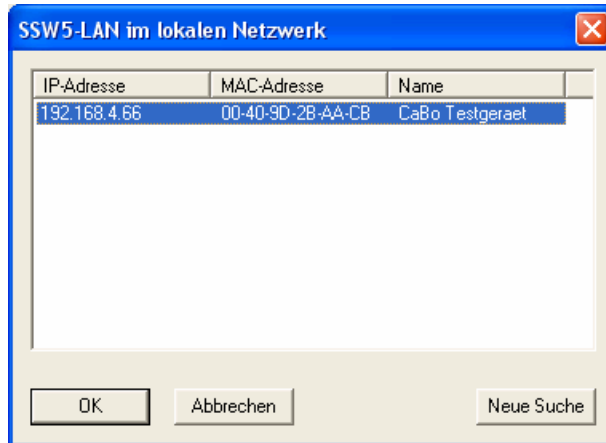 SSW5-LAN im lokalen Netzwerk
IP-Adresse MAC-Adresse Name
192.168.4.66 00-40-9D-2B-AA-CB CaBo Testgeraet
OK Abbrechen Neue Suche